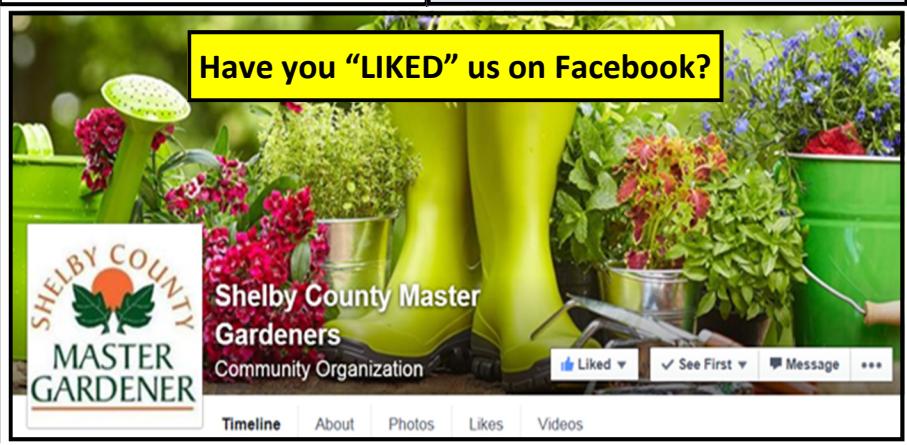 Have you “LIKED” us on Facebook?
SHELBY COUNTY
MASTER
GARDENER
Shelby County Master
Gardeners
Community Organization
Liked
See First
Message
Timeline About Photos Likes Videos